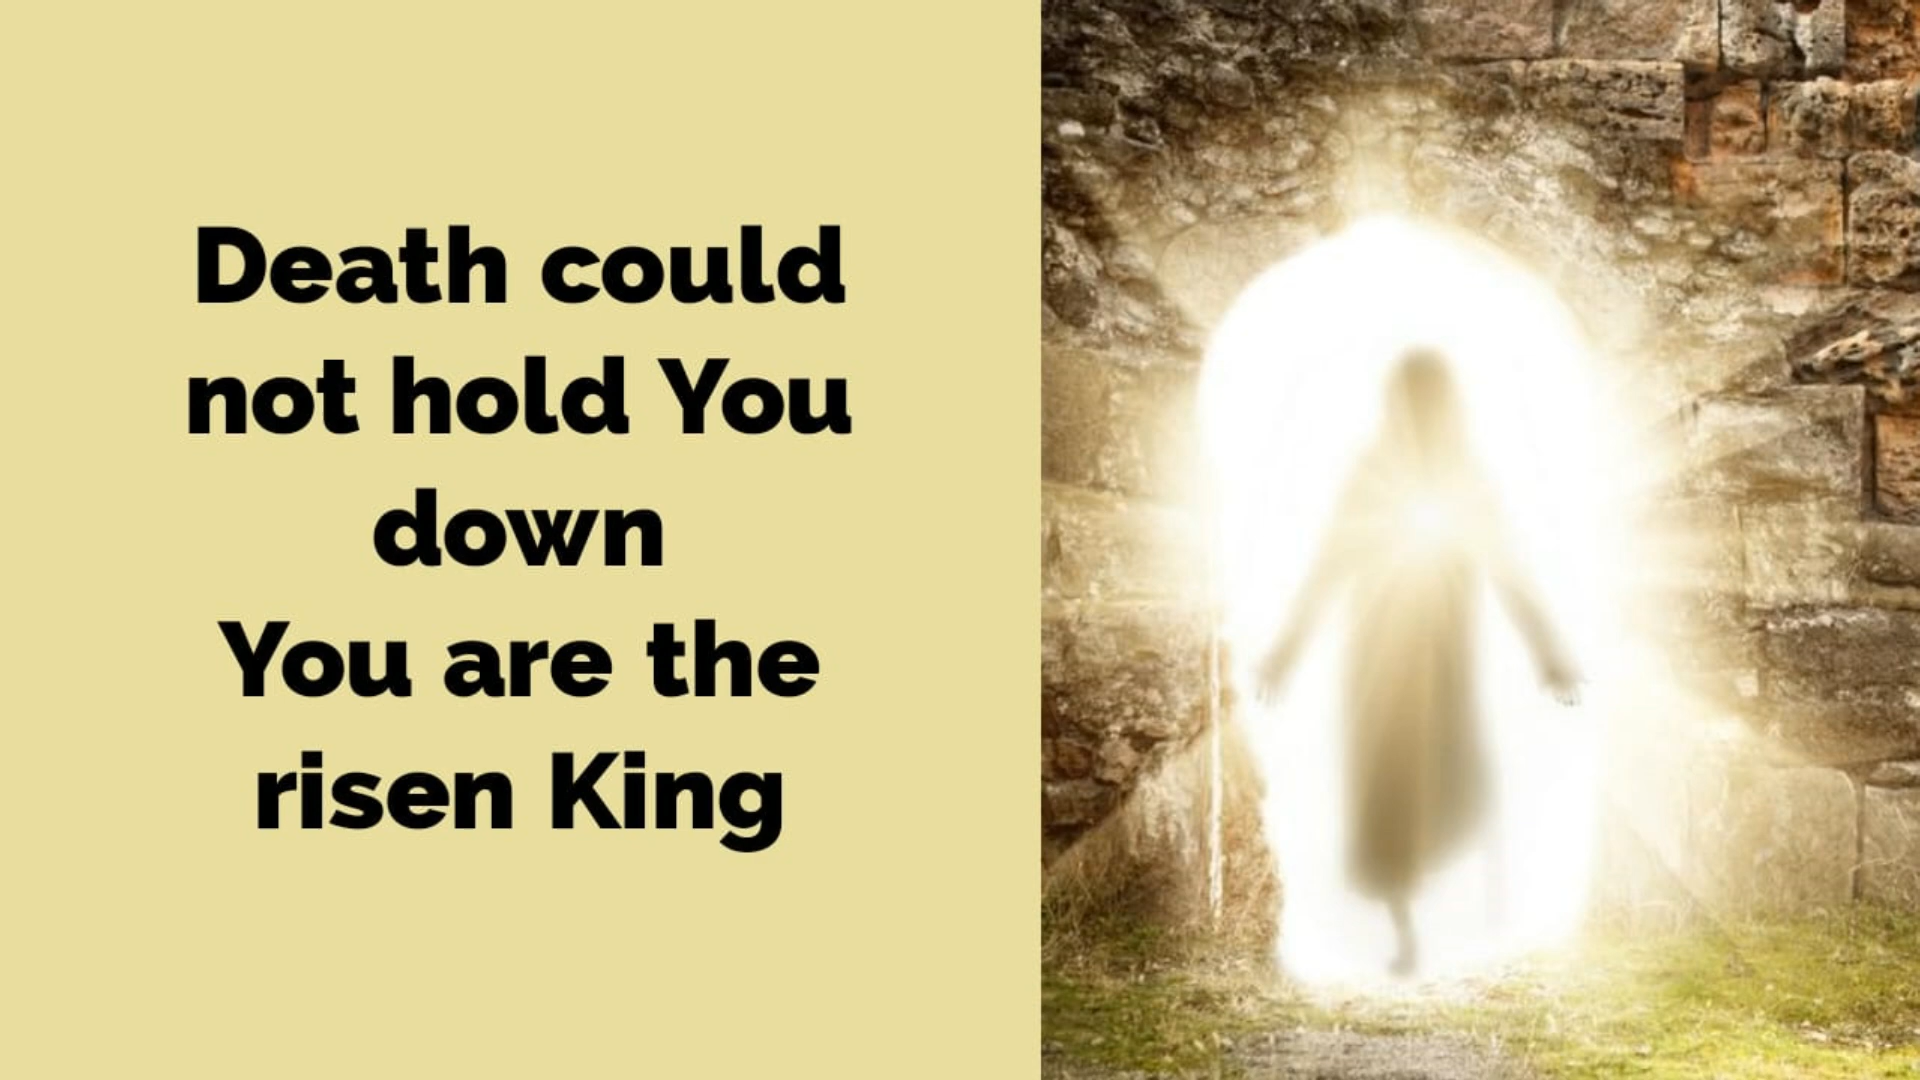 Death could
not hold You
down
You are the
risen King